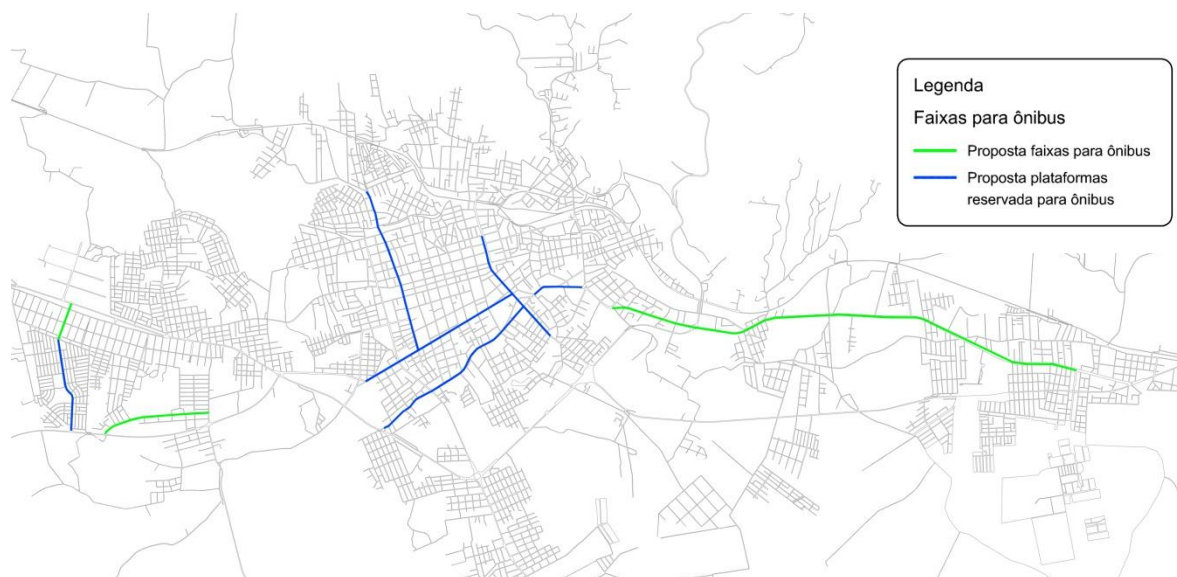 Legenda
Faixas para ônibus
Proposta faixas para ônibus
Proposta plataformas
reservada para ônibus